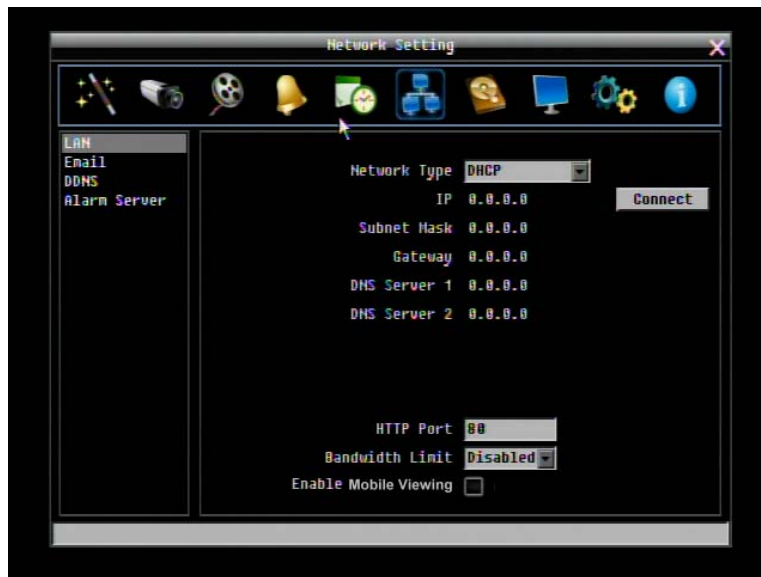 Network Setting
X
LAN
Email
DDNS
Alarm Server
Network Type DHCP
IP 0.0.0.0 Connect
Subnet Mask 0.0.0.0
Gateway 0.0.0.0
DNS Server 1 0.0.0.0
DNS Server 2 0.0.0.0
HTTP Port 80
Bandwidth Limit Disabled
Enable Mobile Viewing